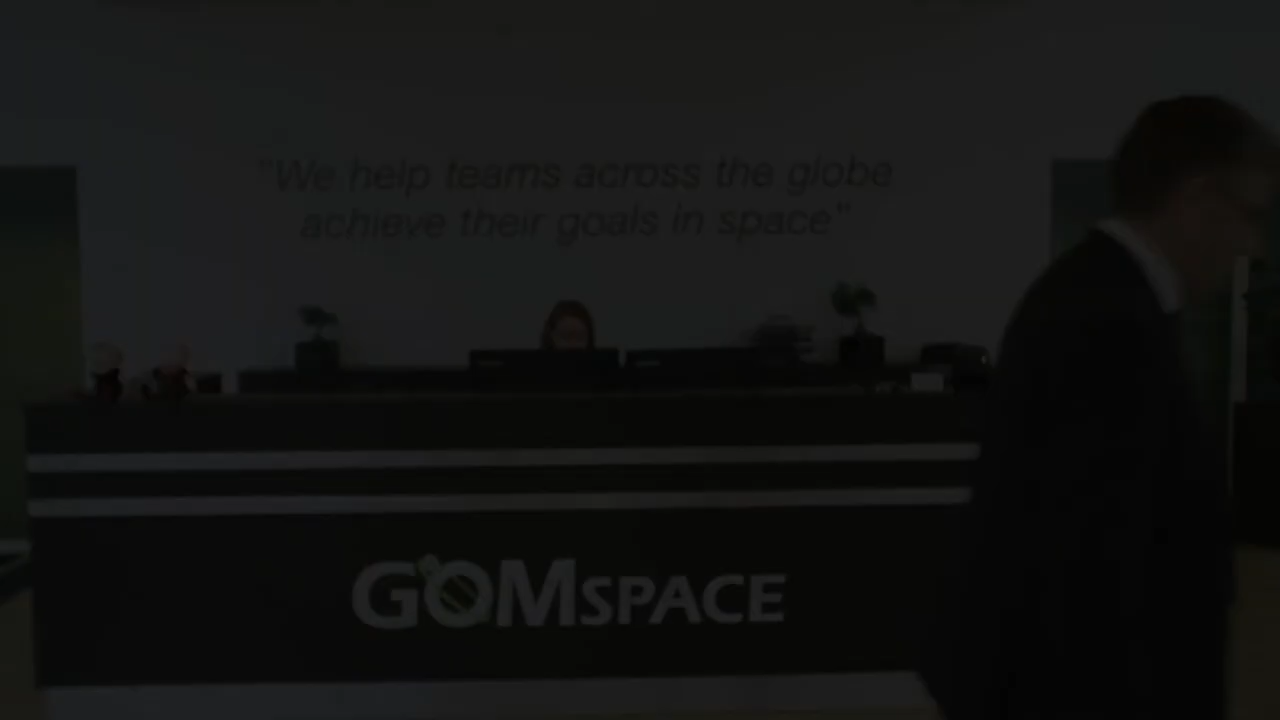 "We help teams across the globe
achieve their goals in space"
GOMSPACE